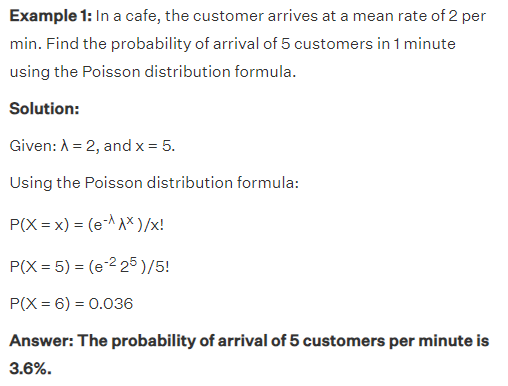 Example 1: In a cafe, the customer arrives at a mean rate of 2 per
min. Find the probability of arrival of 5 customers in 1 minute
using the Poisson distribution formula.
Solution:
Given: λ = 2, and x = 5.
Using the Poisson distribution formula:
P(X = x) = (e^-λ λ^x )/x!
P(X = 5) = (e^-2 2^5 )/5!
P(X = 6) = 0.036
Answer: The probability of arrival of 5 customers per minute is
3.6%.